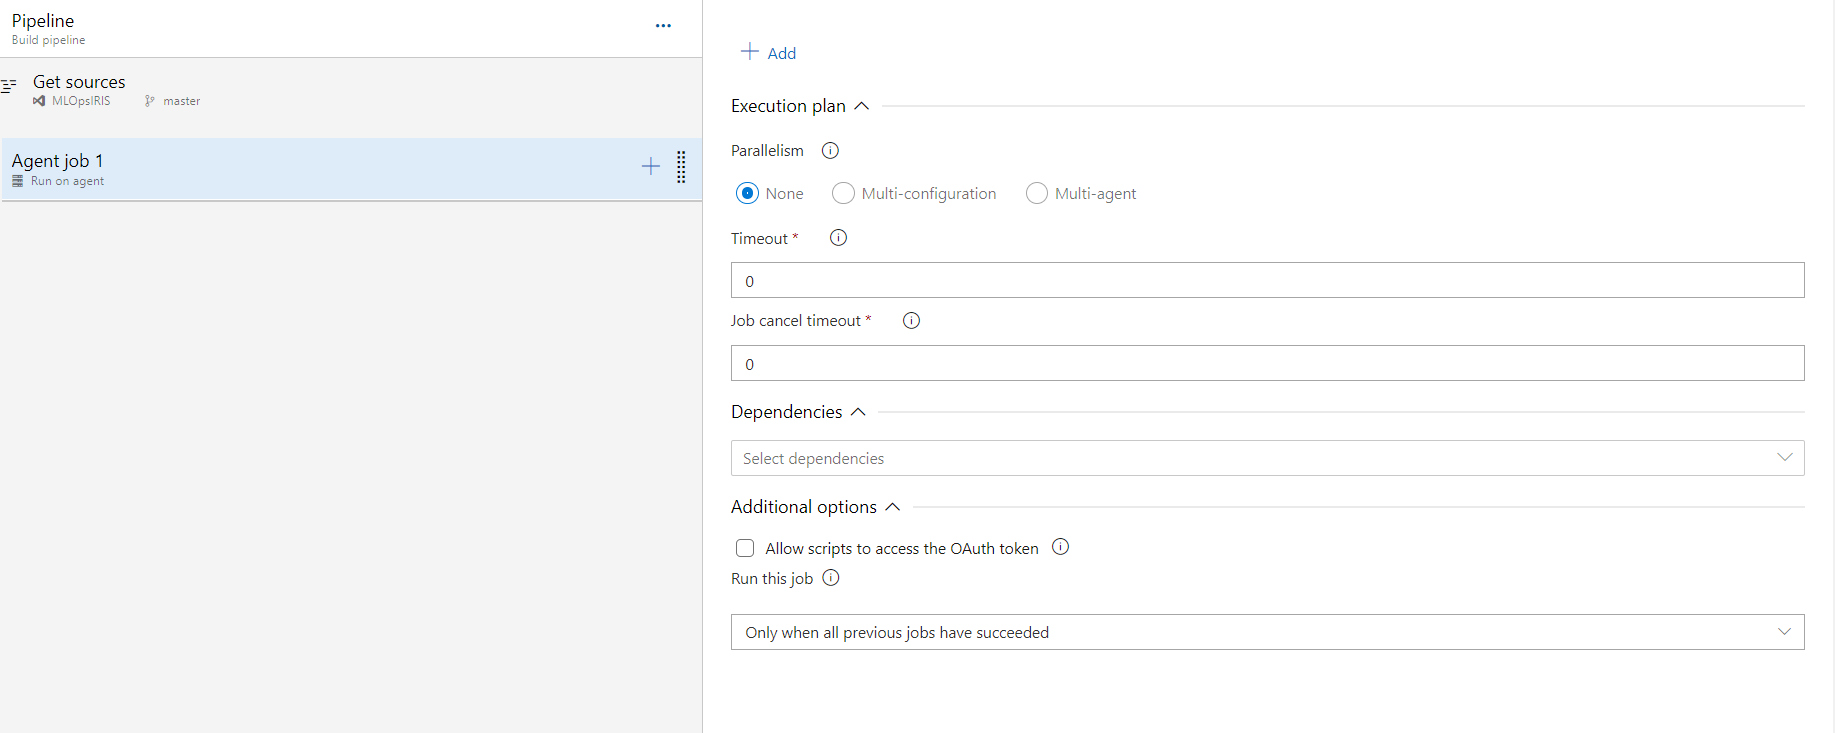 Pipeline
Build pipeline
Get sources
MLOpsIRIS master
Agent job 1
Run on agent
Add
Execution plan
Parallelism
None Multi-configuration Multi-agent
Timeout *
0
Job cancel timeout *
0
Dependencies
Select dependencies
Additional options
Allow scripts to access the OAuth token
Run this job
Only when all previous jobs have succeeded